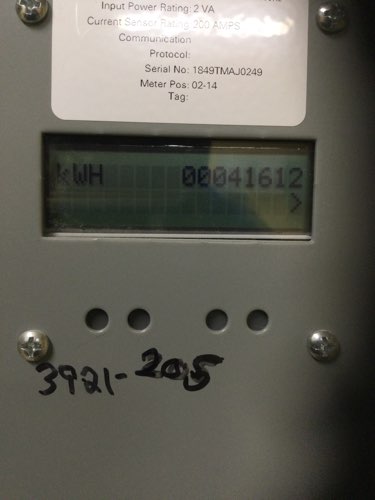 Input Power Rating: 2 VA
Current Sensor Rating: 200 AMPS
Communication
Protocol:
Serial No: 1849TMAJ0249
Meter Pos: 02-14
Tag:
kWH 00041612
>
3921-205